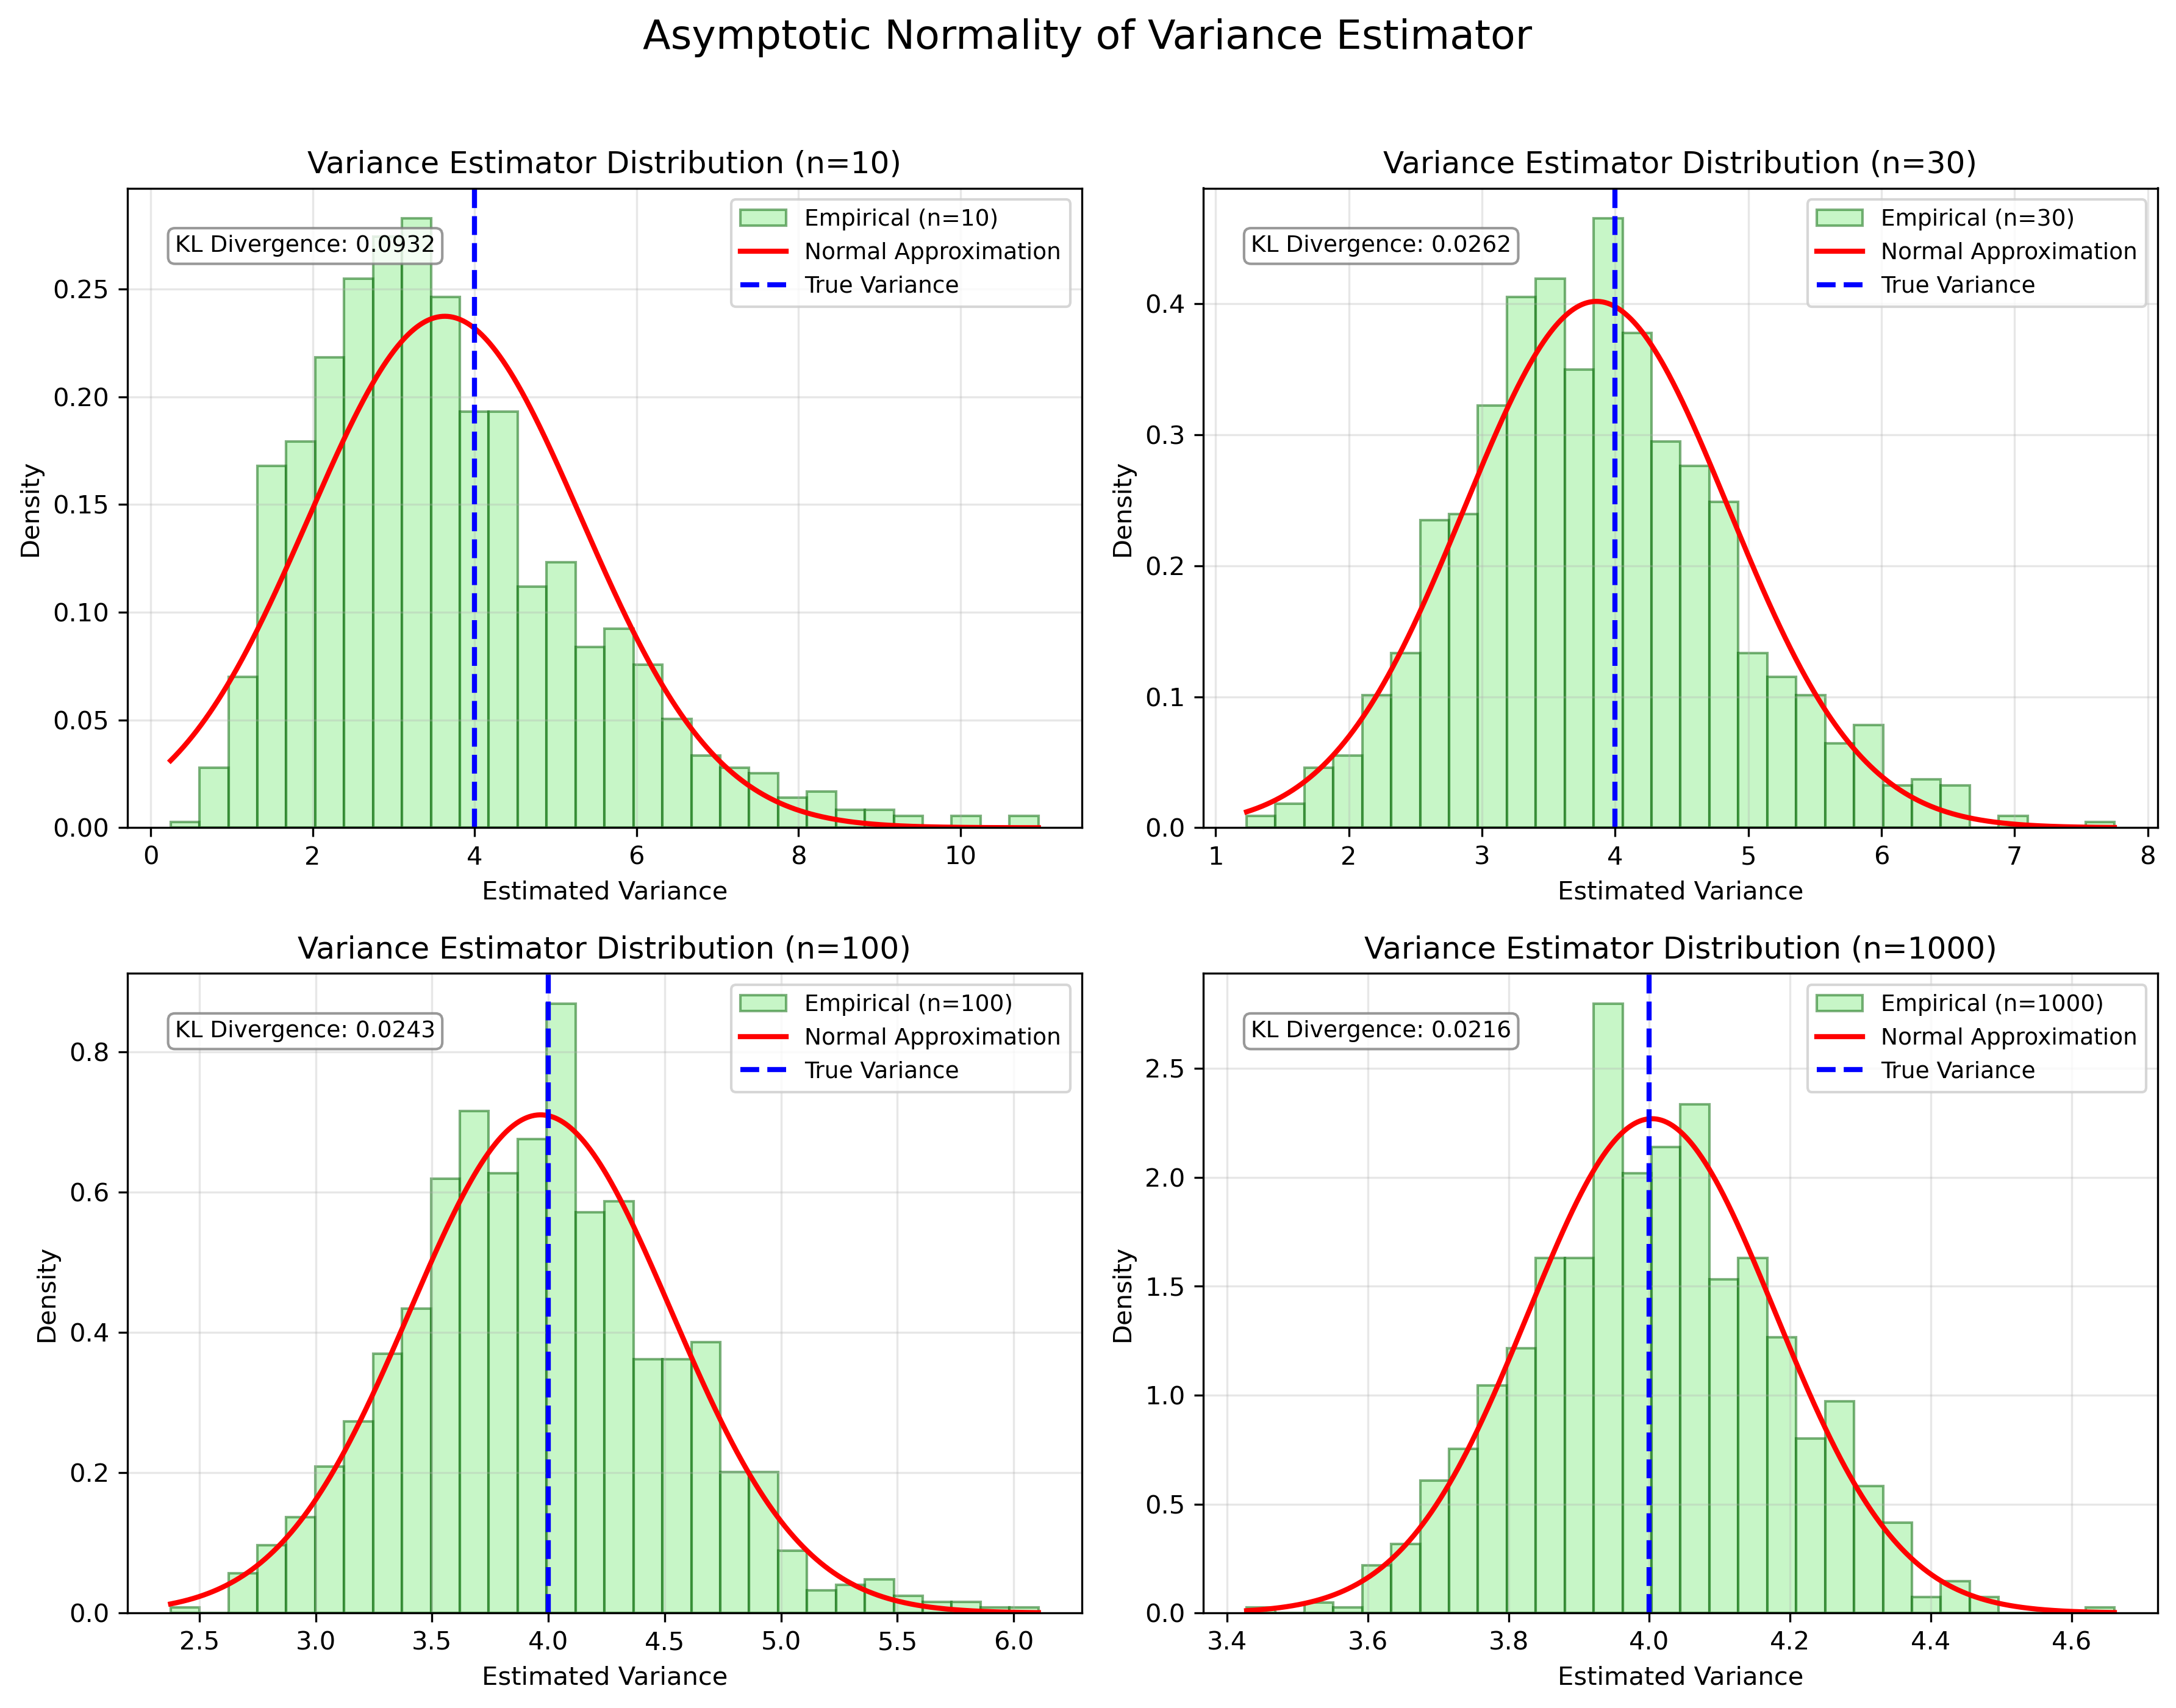 Asymptotic Normality of Variance Estimator
Variance Estimator Distribution (n=10)
KL Divergence: 0.0932
Empirical (n=10)
Normal Approximation
True Variance
Density
0.25
0.20
0.15
0.10
0.05
0.00
0 2 4 6 8 10
Estimated Variance
Variance Estimator Distribution (n=30)
KL Divergence: 0.0262
Empirical (n=30)
Normal Approximation
True Variance
Density
0.4
0.3
0.2
0.1
0.0
1 2 3 4 5 6 7 8
Estimated Variance
Variance Estimator Distribution (n=100)
KL Divergence: 0.0243
Empirical (n=100)
Normal Approximation
True Variance
Density
0.8
0.6
0.4
0.2
0.0
2.5 3.0 3.5 4.0 4.5 5.0 5.5 6.0
Estimated Variance
Variance Estimator Distribution (n=1000)
KL Divergence: 0.0216
Empirical (n=1000)
Normal Approximation
True Variance
Density
2.5
2.0
1.5
1.0
0.5
0.0
3.4 3.6 3.8 4.0 4.2 4.4 4.6
Estimated Variance